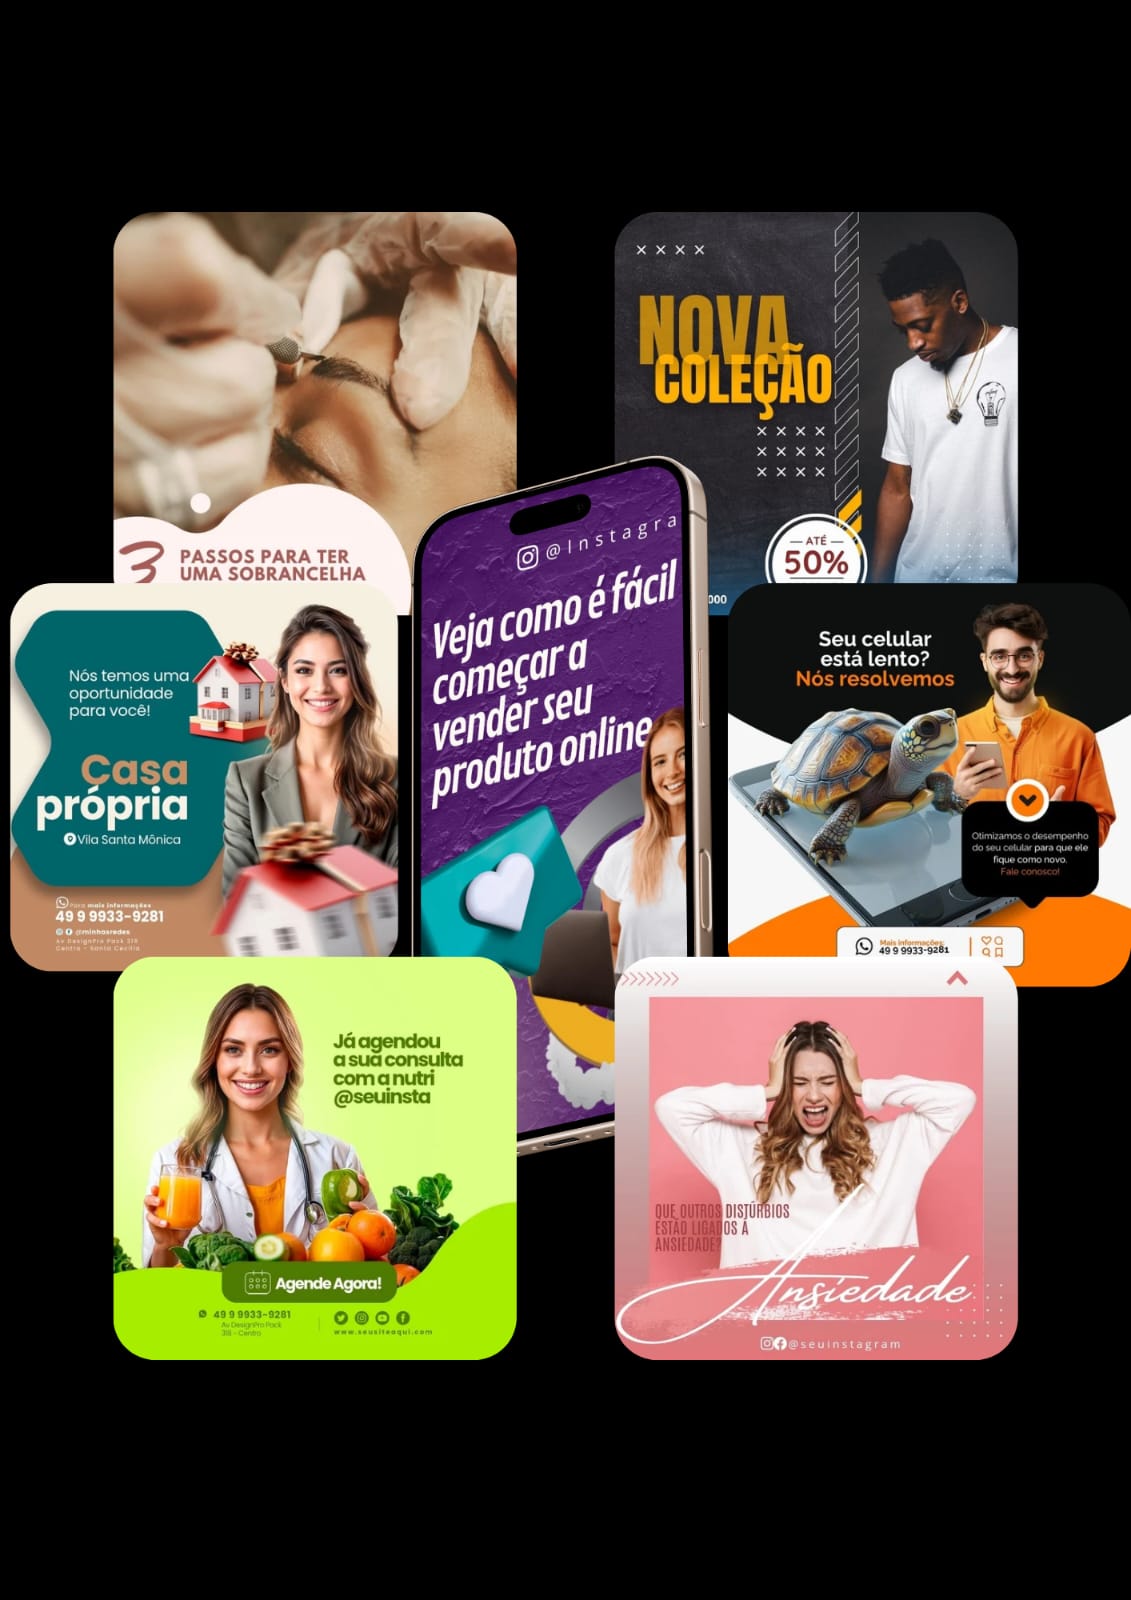 3 PASSOS PARA TER
UMA SOBRANCELHA
NOVA
COLEÇÃO
ATÉ
50%
000
@Instagra
Veja como é fácil
começar a
vender seu
produto online
Nós temos uma
oportunidade
para você!
Casa
própria
Vila Santa Mônica
Para mais informações
49 9 9933-9281
@minhasredes
Av DesignPro Pack 318
Centro - Santa Cecília
Seu celular
está lento?
Nós resolvemos
Otimizamos o desempenho
do seu celular para que ele
fique como novo.
Fale conosco!
Mais informações:
49 9 9933-9281
Já agendou
a sua consulta
com a nutri
@seuinsta
Agende Agora!
49 9 9933-9281
Av DesignPro Pack
318 - Centro
www.seusiteaqui.com
QUE OUTROS DISTÚRBIOS
ESTÃO LIGADOS À
ANSIEDADE?
Ansiedade
@seuinstagram